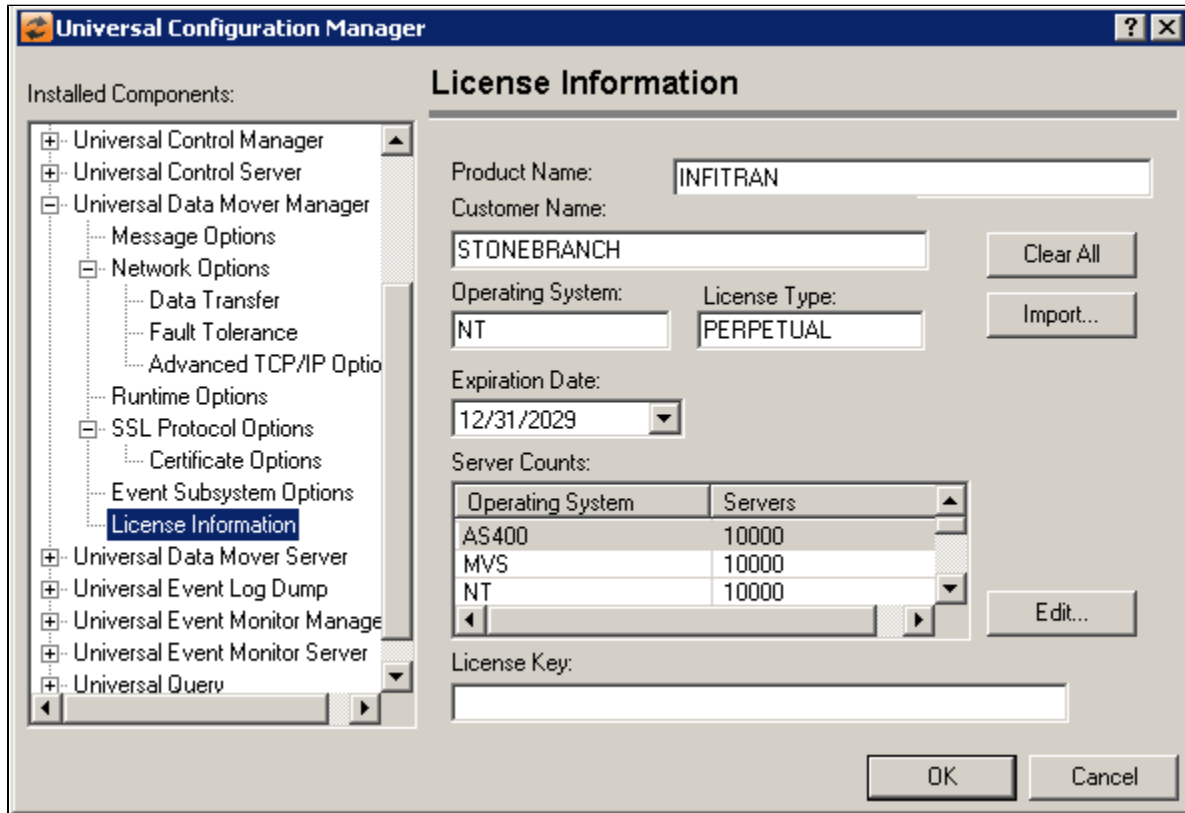 Universal Configuration Manager
Installed Components:
Universal Control Manager
Universal Control Server
Universal Data Mover Manager
Message Options
Network Options
Data Transfer
Fault Tolerance
Advanced TCP/IP Optio
Runtime Options
SSL Protocol Options
Certificate Options
Event Subsystem Options
License Information
Universal Data Mover Server
Universal Event Log Dump
Universal Event Monitor Manage
Universal Event Monitor Server
Universal Query
License Information
Product Name: INFITRAN
Customer Name:
STONEBRANCH
Clear All
Operating System: License Type:
NT PERPETUAL
Import...
Expiration Date:
12/31/2029
Server Counts:
Operating System Servers
AS400 10000
MVS 10000
NT 10000
Edit...
License Key:
OK Cancel